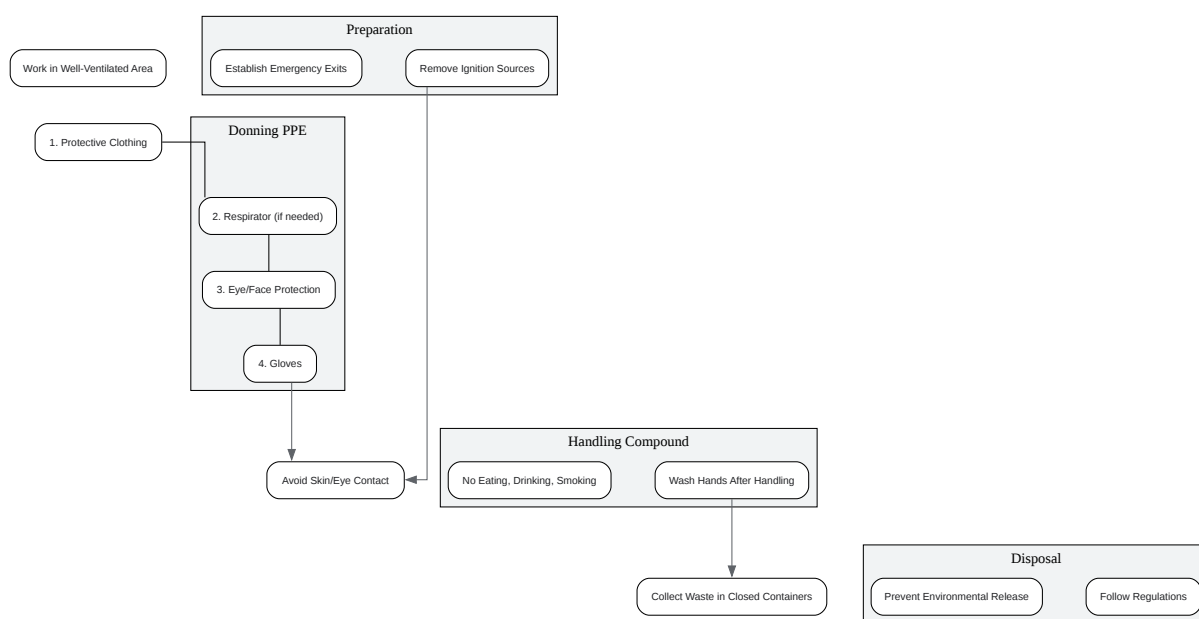 Preparation
Work in Well-Ventilated Area
Establish Emergency Exits
Remove Ignition Sources
Donning PPE
1. Protective Clothing
2. Respirator (if needed)
3. Eye/Face Protection
4. Gloves
Handling Compound
Avoid Skin/Eye Contact
No Eating, Drinking, Smoking
Wash Hands After Handling
Disposal
Collect Waste in Closed Containers
Prevent Environmental Release
Follow Regulations